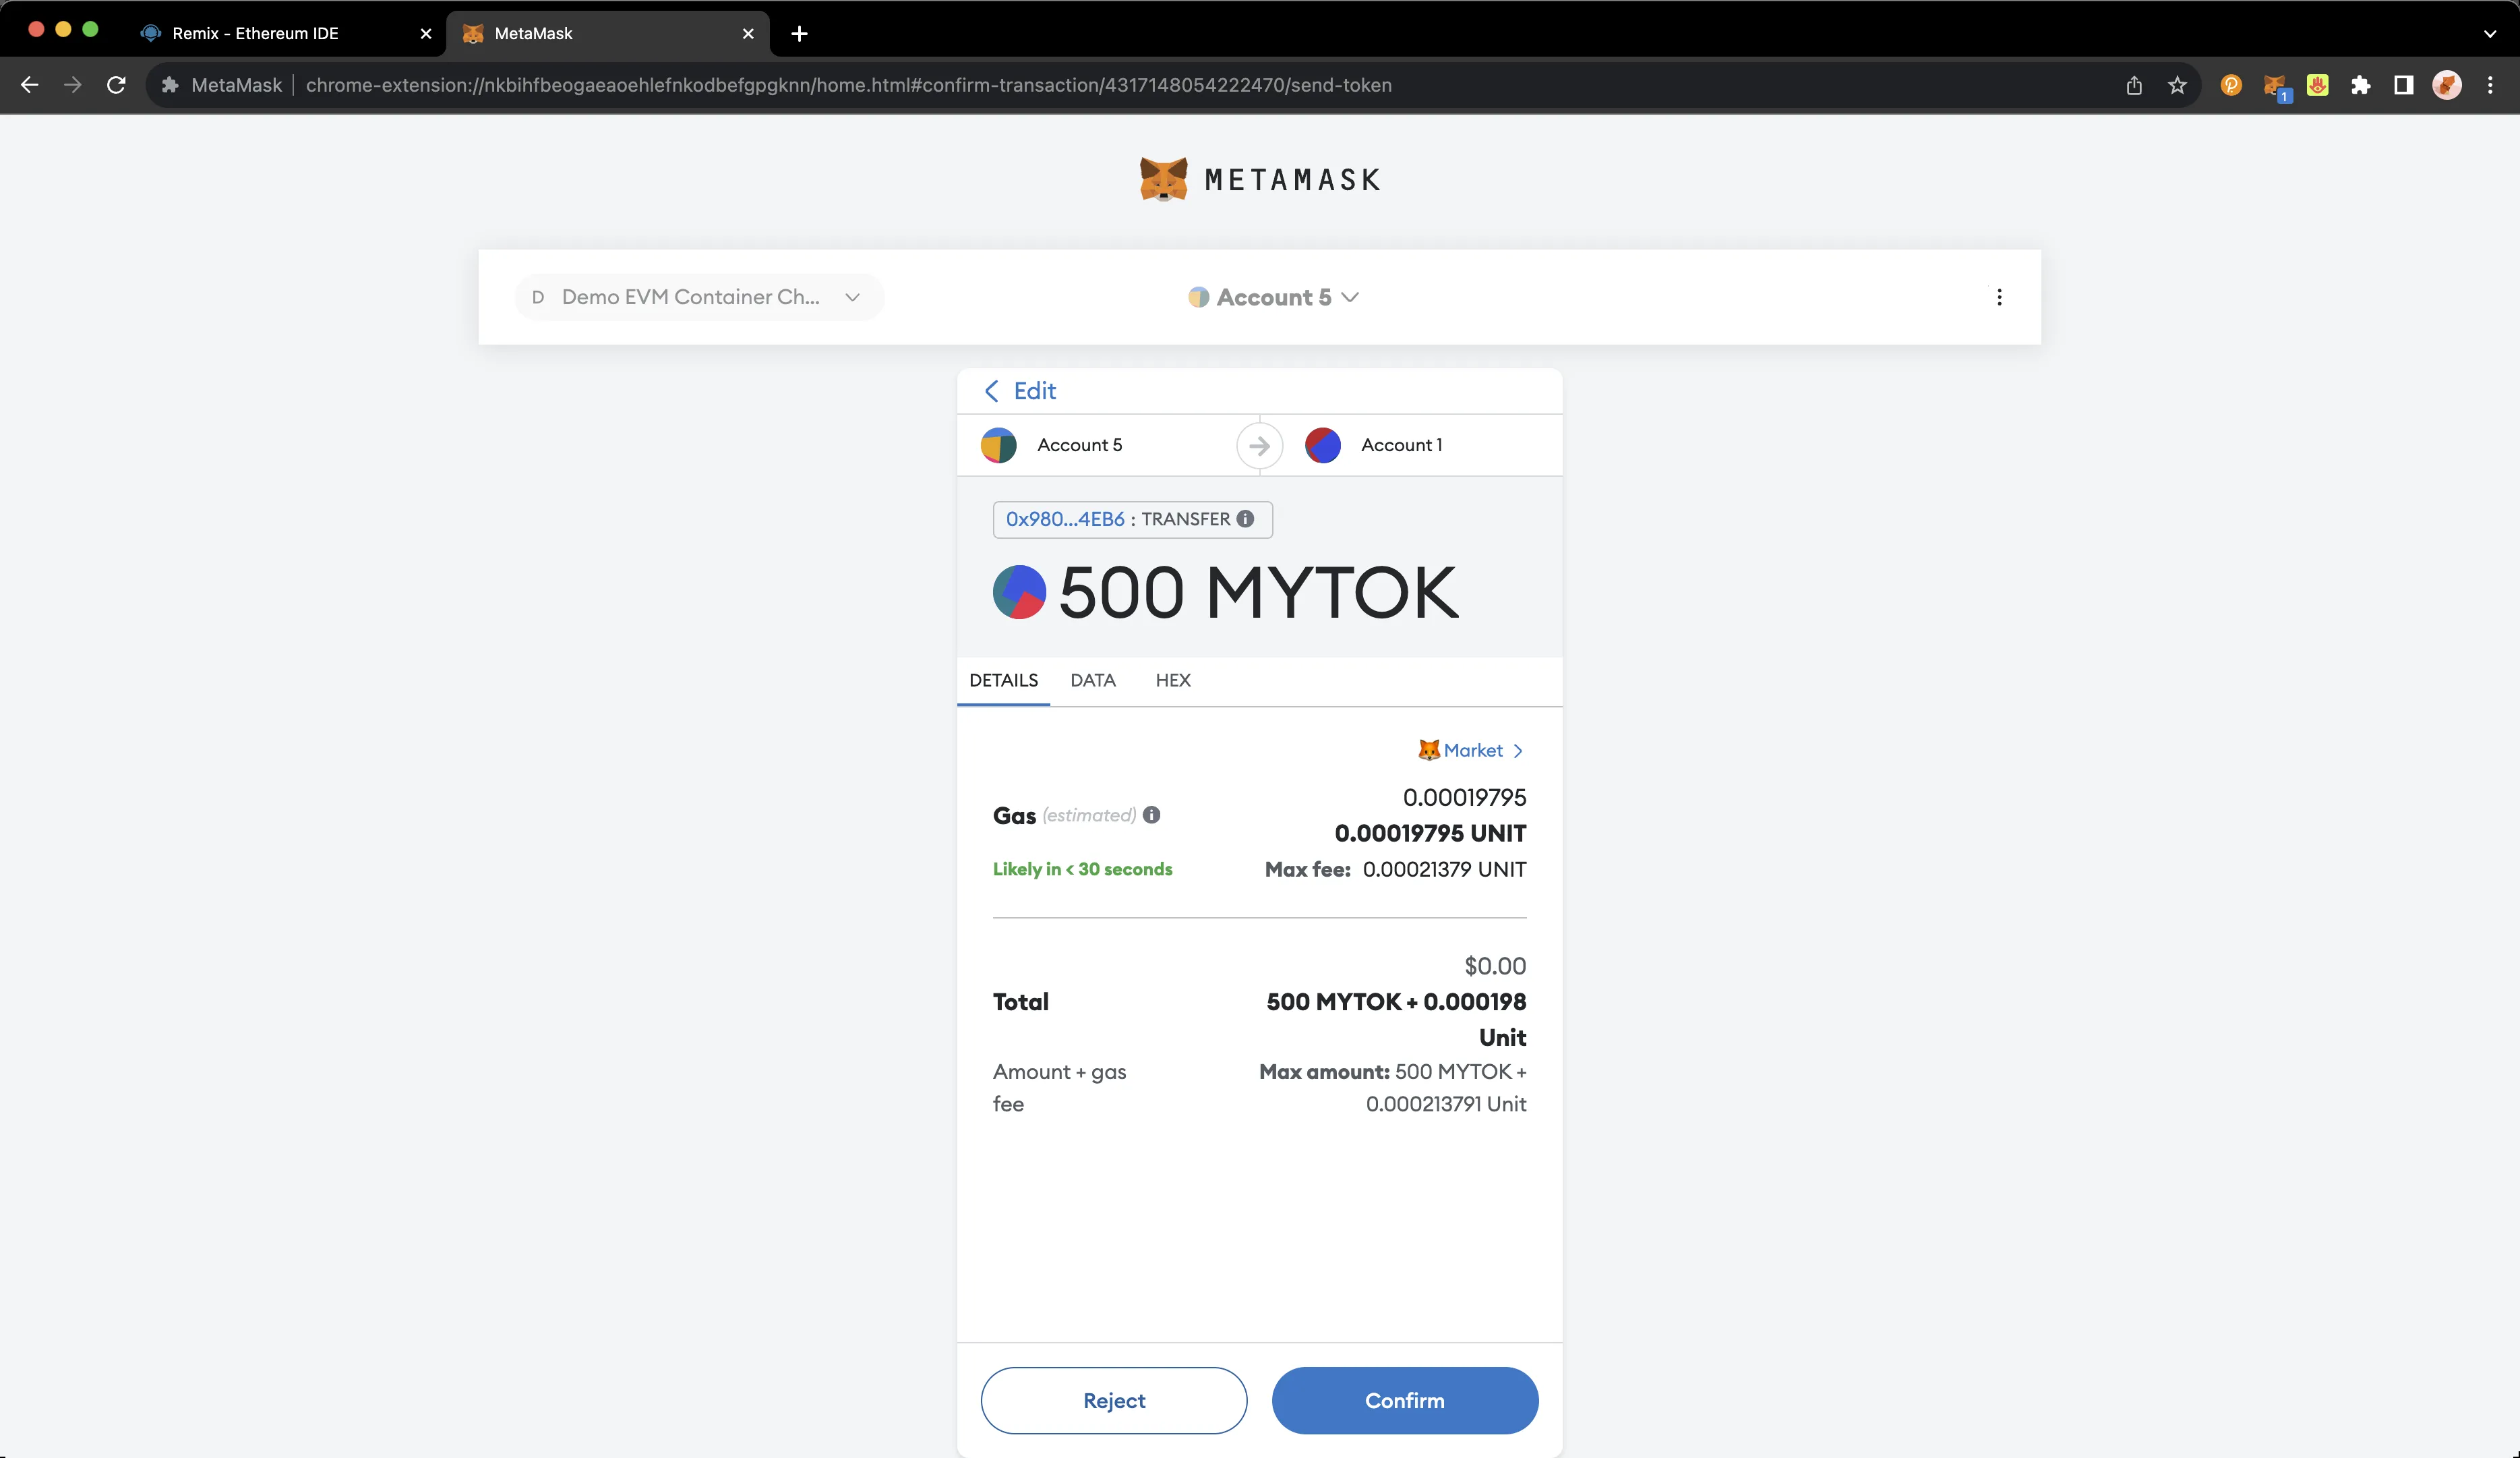 Remix - Ethereum IDE
MetaMask
MetaMask | chrome-extension://nkbihfbeogaeaoehlefnkodbefgpgknn/home.html#confirm-transaction/4317148054222470/send-token
1
METAMASK
D Demo EVM Container Ch...
Account 5
Edit
Account 5
Account 1
0x980...4EB6 : TRANSFER
500 MYTOK
DETAILS DATA HEX
Market
0.00019795
Gas (estimated)
0.00019795 UNIT
Likely in < 30 seconds
Max fee: 0.00021379 UNIT
$0.00
Total
500 MYTOK + 0.000198
Unit
Amount + gas
fee
Max amount: 500 MYTOK +
0.000213791 Unit
Reject
Confirm